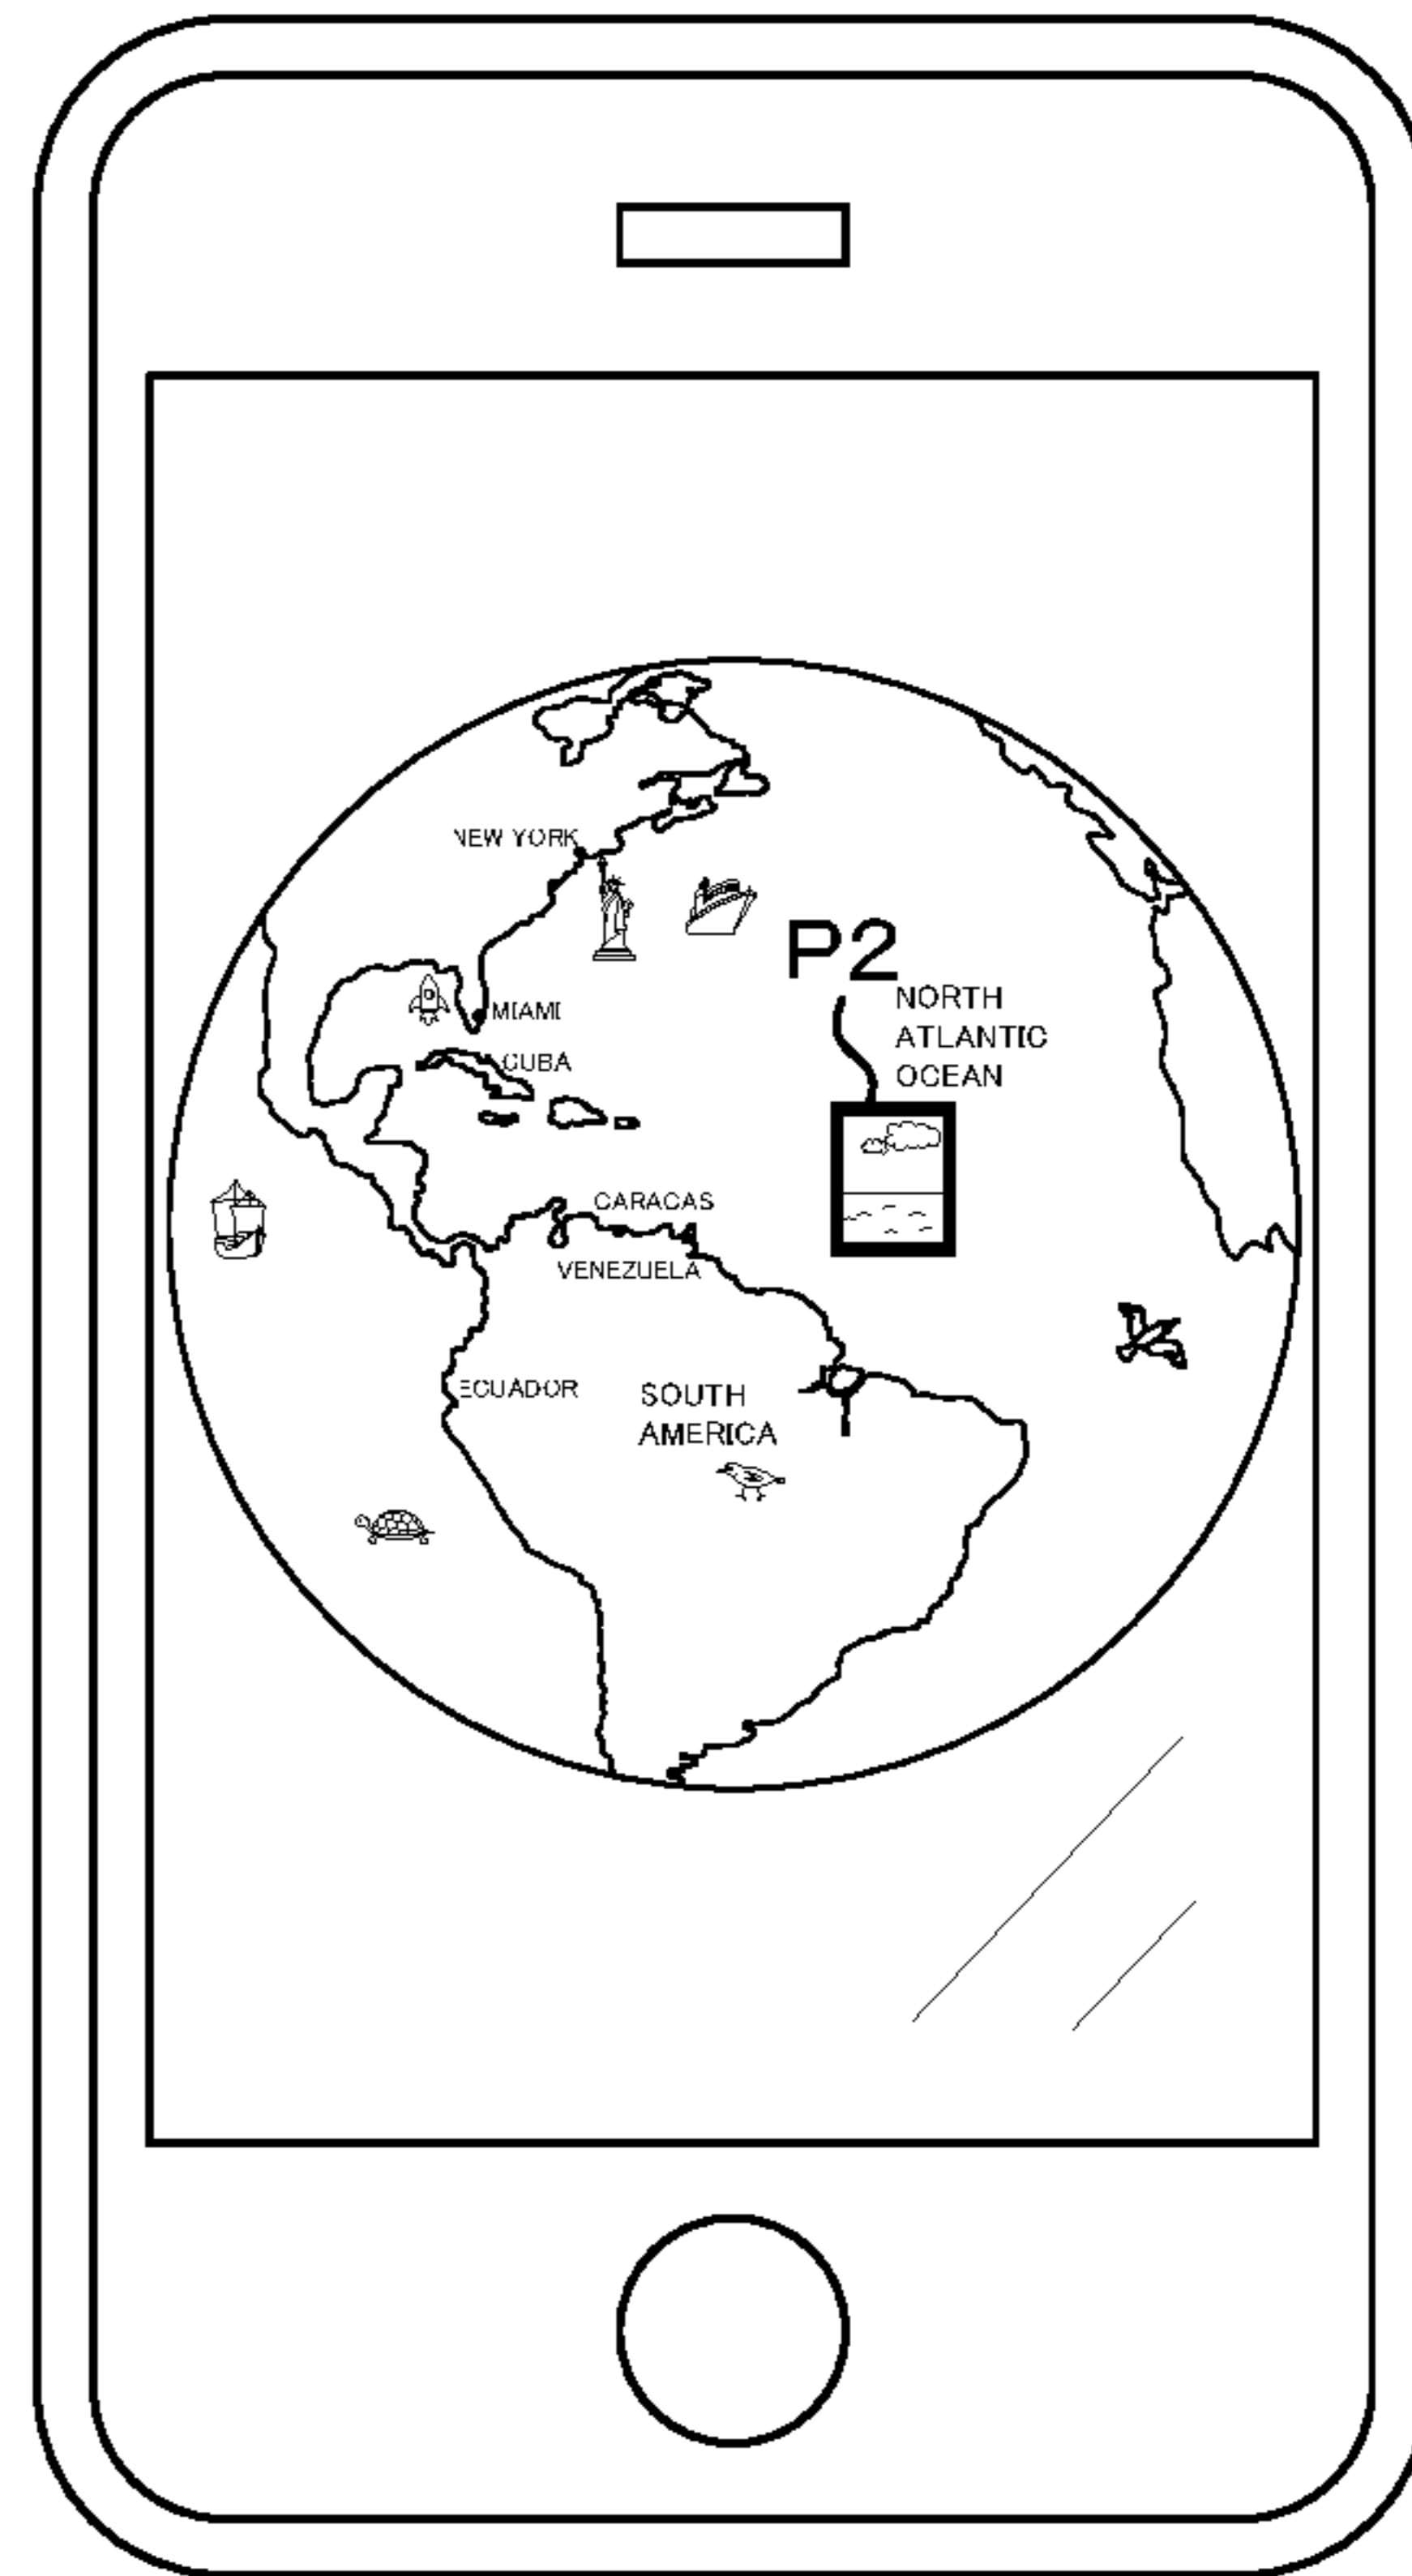 NEW YORK
P2
NORTH
ATLANTIC
OCEAN
MIAMI
CUBA
CARACAS
VENEZUELA
ECUADOR
SOUTH
AMERICA